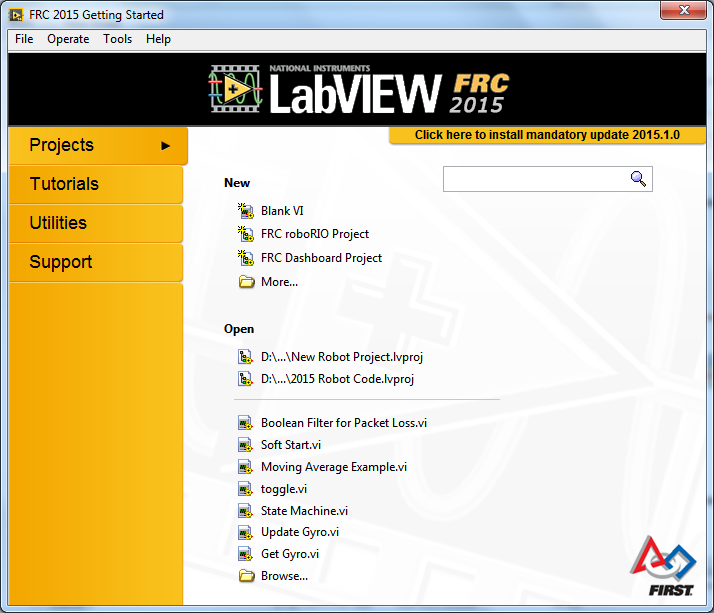 FRC 2015 Getting Started
File Operate Tools Help
NATIONAL INSTRUMENTS
LabVIEW FRC 2015
Click here to install mandatory update 2015.1.0
Projects
Tutorials
Utilities
Support
New
Blank VI
FRC roboRIO Project
FRC Dashboard Project
More...
Open
D:\...\New Robot Project.lvproj
D:\...\2015 Robot Code.lvproj
Boolean Filter for Packet Loss.vi
Soft Start.vi
Moving Average Example.vi
toggle.vi
State Machine.vi
Update Gyro.vi
Get Gyro.vi
Browse...
FIRST